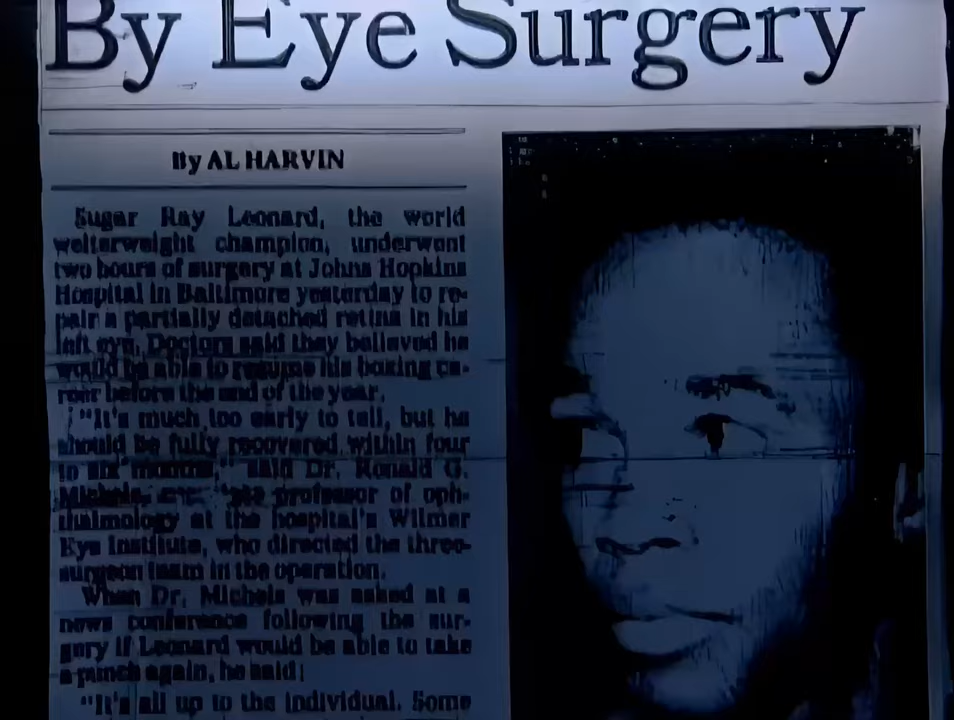 By Eye Surgery
By AL HARVIN
Sugar Ray Leonard, the world
welterweight champion, underwent
two hours of surgery at Johns Hopkins
Hospital in Baltimore yesterday to re-
pair a partially detached retina in his
left eye. Doctors said they believed he
would be able to resume his boxing ca-
reer before the end of the year.
"It's much too early to tell, but he
should be fully recovered within four
to six months," said Dr. Ronald G.
Michels, professor of oph-
thalmology at the hospital's Wilmer
Eye Institute, who directed the three-
surgeon team in the operation.
When Dr. Michels was asked at a
news conference following the sur-
gery if Leonard would be able to take
a punch again, he said:
"It's all up to the individual. Some